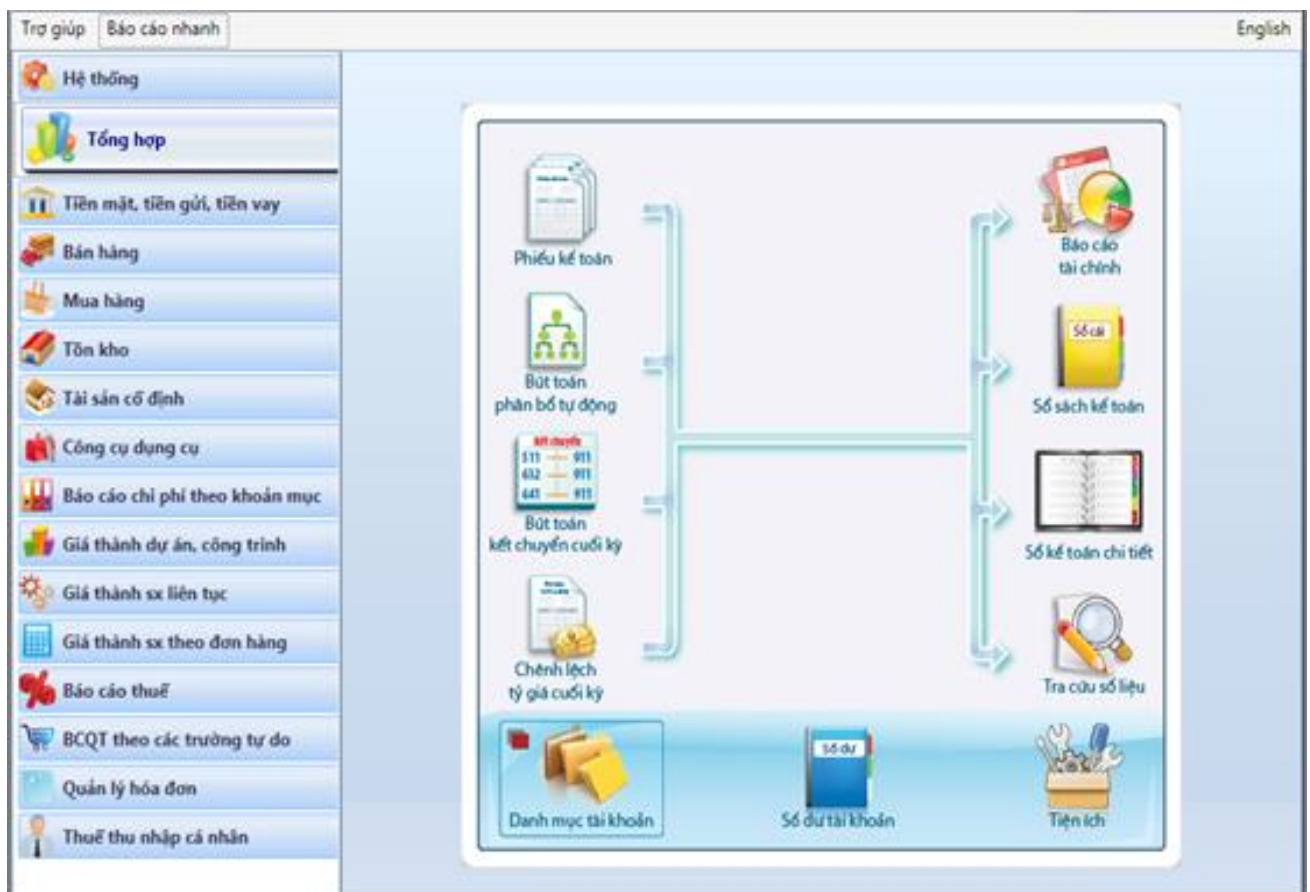 Trợ giúp Báo cáo nhanh English
Hệ thống
Tổng hợp
Tiền mặt, tiền gửi, tiền vay
Bán hàng
Mua hàng
Tồn kho
Tài sản cố định
Công cụ dụng cụ
Báo cáo chi phí theo khoản mục
Giá thành dự án, công trình
Giá thành sx liên tục
Giá thành sx theo đơn hàng
Báo cáo thuế
BCQT theo các trường tự do
Quản lý hóa đơn
Thuế thu nhập cá nhân
Phiếu kế toán
Bút toán
phân bổ tự động
Kết chuyển
511 911
632 911
641 911
Bút toán
kết chuyển cuối kỳ
Chênh lệch
tỷ giá cuối kỳ
Báo cáo
tài chính
Sổ cái
Sổ sách kế toán
Sổ kế toán chi tiết
Tra cứu số liệu
Danh mục tài khoản
Số dư
Số dư tài khoản
Tiện ích